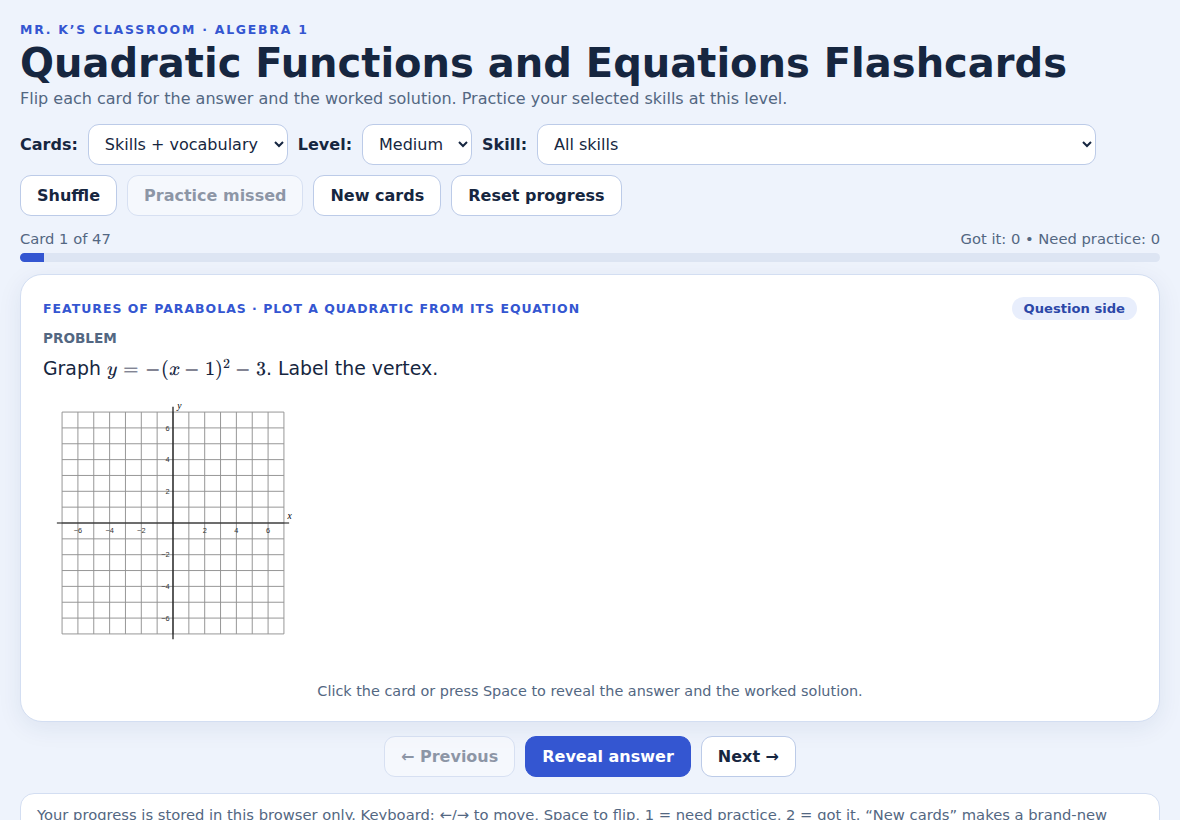 MR. K’S CLASSROOM · ALGEBRA 1
Quadratic Functions and Equations Flashcards
Flip each card for the answer and the worked solution. Practice your selected skills at this level.
Cards: Skills + vocabulary Level: Medium Skill: All skills
Shuffle Practice missed New cards Reset progress
Card 1 of 47 Got it: 0 • Need practice: 0
FEATURES OF PARABOLAS · PLOT A QUADRATIC FROM ITS EQUATION Question side
PROBLEM
Graph y = −(x − 1)² − 3. Label the vertex.
y
6
4
2
x
−6 −4 −2 2 4 6
−2
−4
−6
Click the card or press Space to reveal the answer and the worked solution.
← Previous Reveal answer Next →
Your progress is stored in this browser only. Keyboard: ←/→ to move, Space to flip, 1 = need practice, 2 = got it. “New cards” makes a brand-new